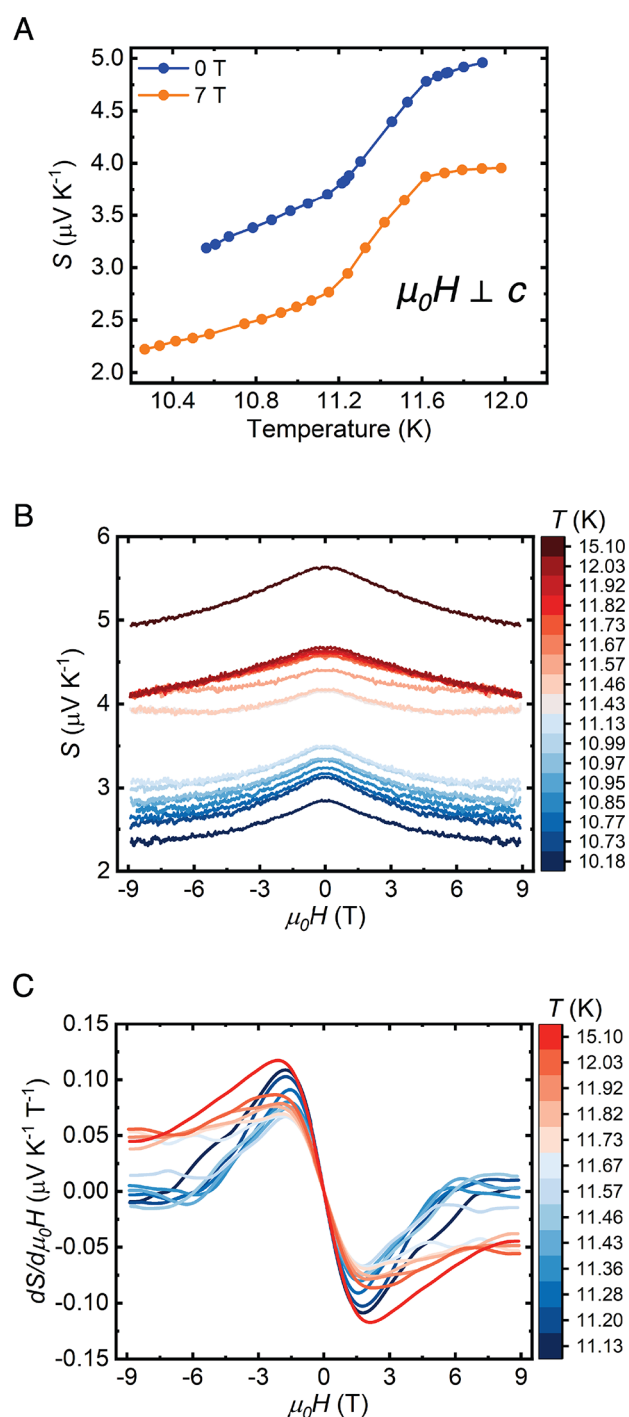 A
5.0
4.5
4.0
3.5
3.0
2.5
2.0
S (μV K-1)
0 T
7 T
μ0H ⊥ c
10.4 10.8 11.2 11.6 12.0
Temperature (K)
B
T (K)
6
5
4
3
2
S (μV K-1)
-9 -6 -3 0 3 6 9
μ0H (T)
15.10
12.03
11.92
11.82
11.73
11.67
11.57
11.46
11.43
11.13
10.99
10.97
10.95
10.85
10.77
10.73
10.18
C
T (K)
0.15
0.10
0.05
0.00
-0.05
-0.10
-0.15
dS/dμ0H (μV K-1 T-1)
-9 -6 -3 0 3 6 9
μ0H (T)
15.10
12.03
11.92
11.82
11.73
11.67
11.57
11.46
11.43
11.36
11.28
11.20
11.13